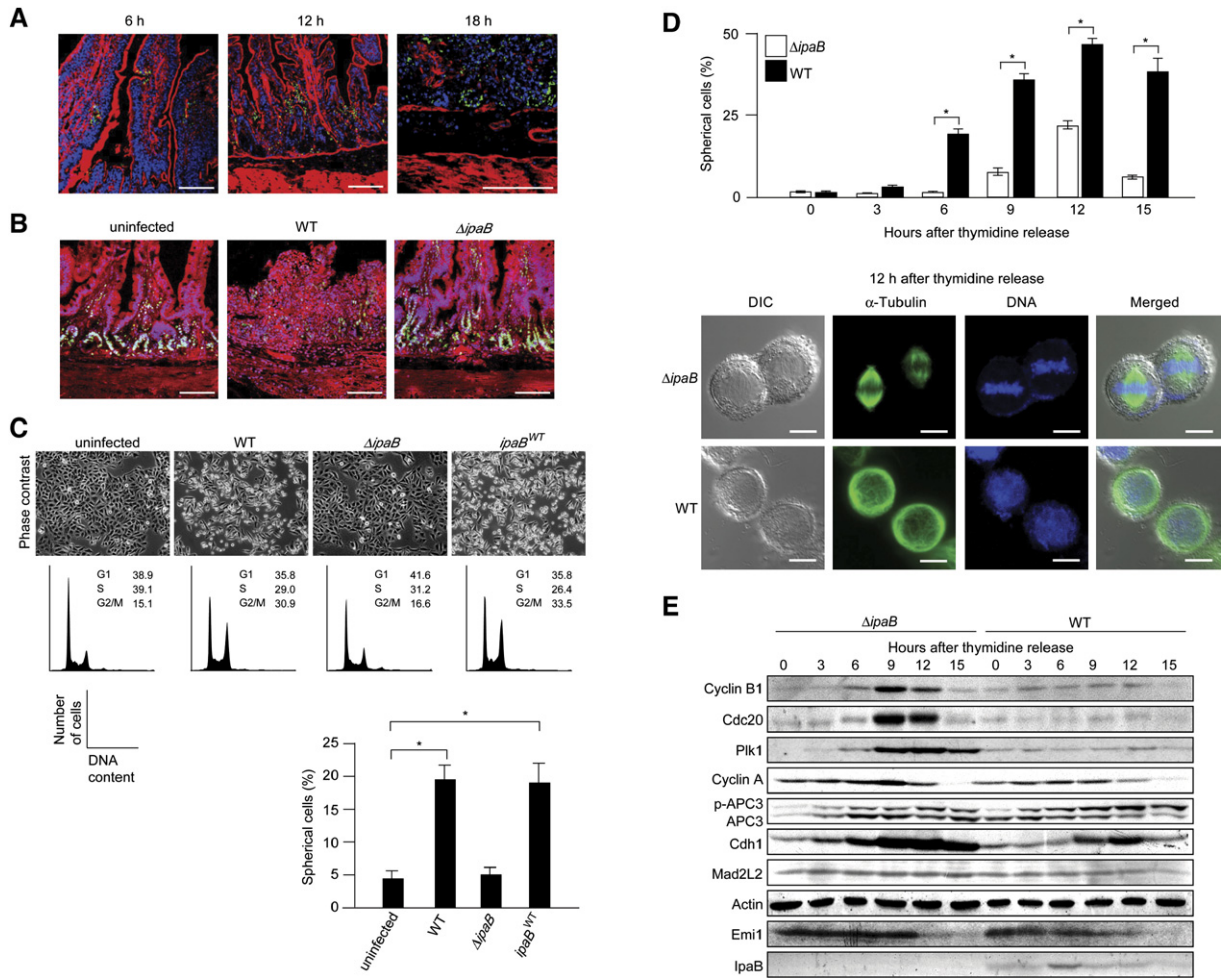 A
6 h 12 h 18 h
B
uninfected WT ΔipaB
C
uninfected WT ΔipaB ipaB^WT
Phase contrast
G1 38.9
S 39.1
G2/M 15.1
G1 35.8
S 29.0
G2/M 30.9
G1 41.6
S 31.2
G2/M 16.6
G1 35.8
S 26.4
G2/M 33.5
Number
of cells
DNA
content
Spherical cells (%)
25
20
15
10
5
0
*
*
uninfected WT ΔipaB ipaB^WT
D
Spherical cells (%)
50
25
0
ΔipaB
WT
* * * *
0 3 6 9 12 15
Hours after thymidine release
12 h after thymidine release
DIC α-Tubulin DNA Merged
ΔipaB
WT
E
ΔipaB WT
Hours after thymidine release
0 3 6 9 12 15 0 3 6 9 12 15
Cyclin B1
Cdc20
Plk1
Cyclin A
p-APC3
APC3
Cdh1
Mad2L2
Actin
Emi1
IpaB